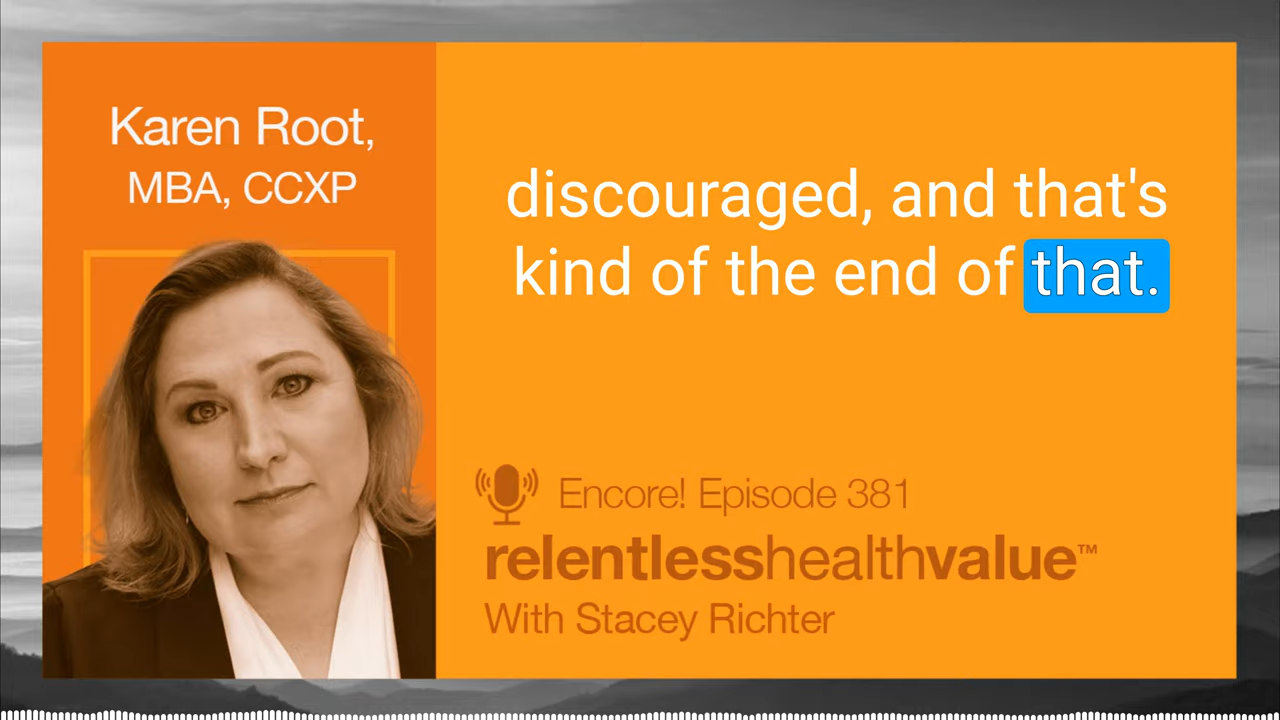 Karen Root,
MBA, CCXP
discouraged, and that's
kind of the end of that.
Encore! Episode 381
relentlesshealthvalue™
With Stacey Richter